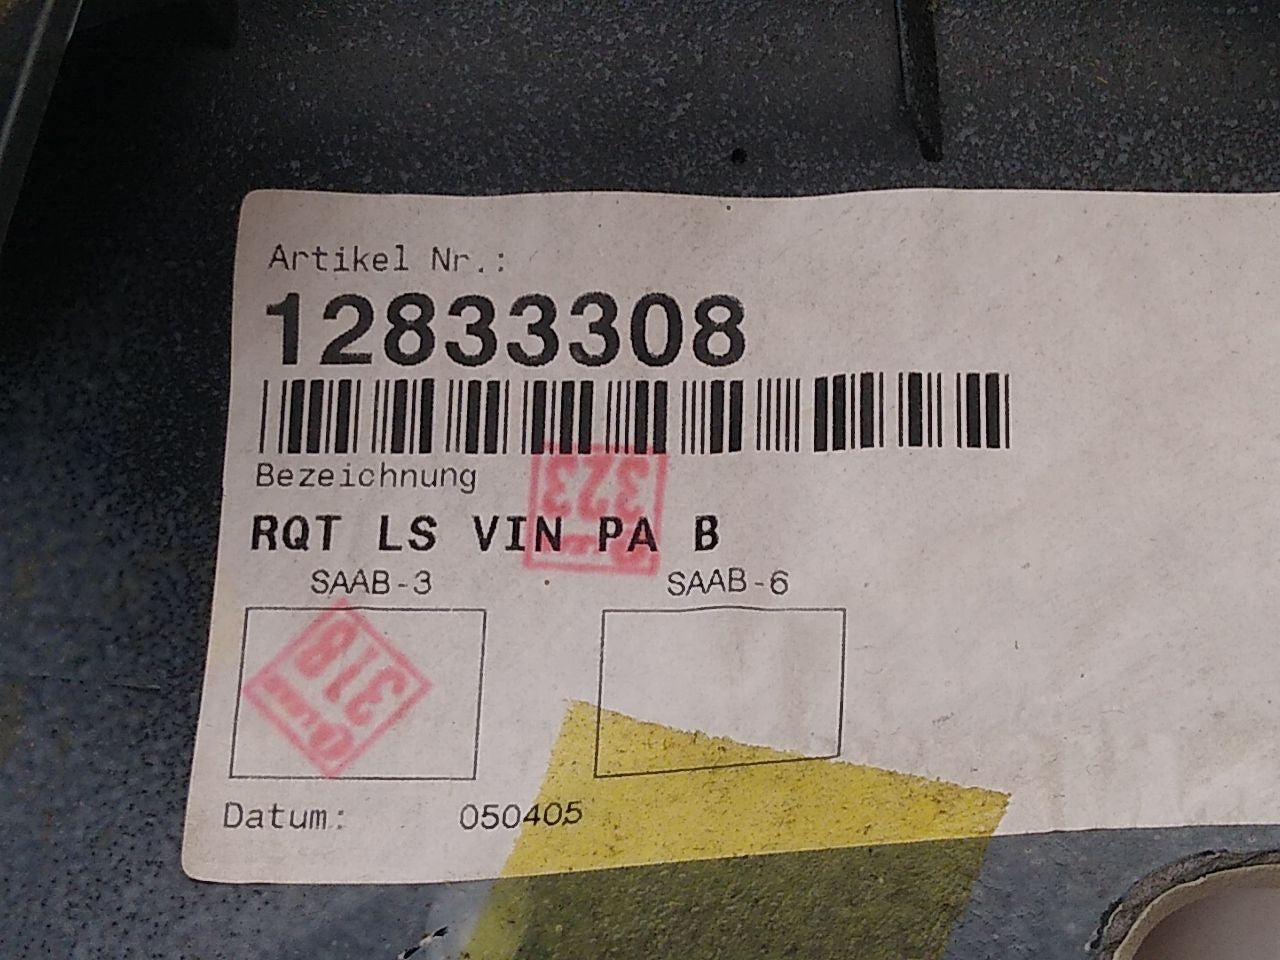 Artikel Nr.:
12833308
Bezeichnung
323
RQT LS VIN PA B
SAAB-3 SAAB-6
318
Datum: 050405